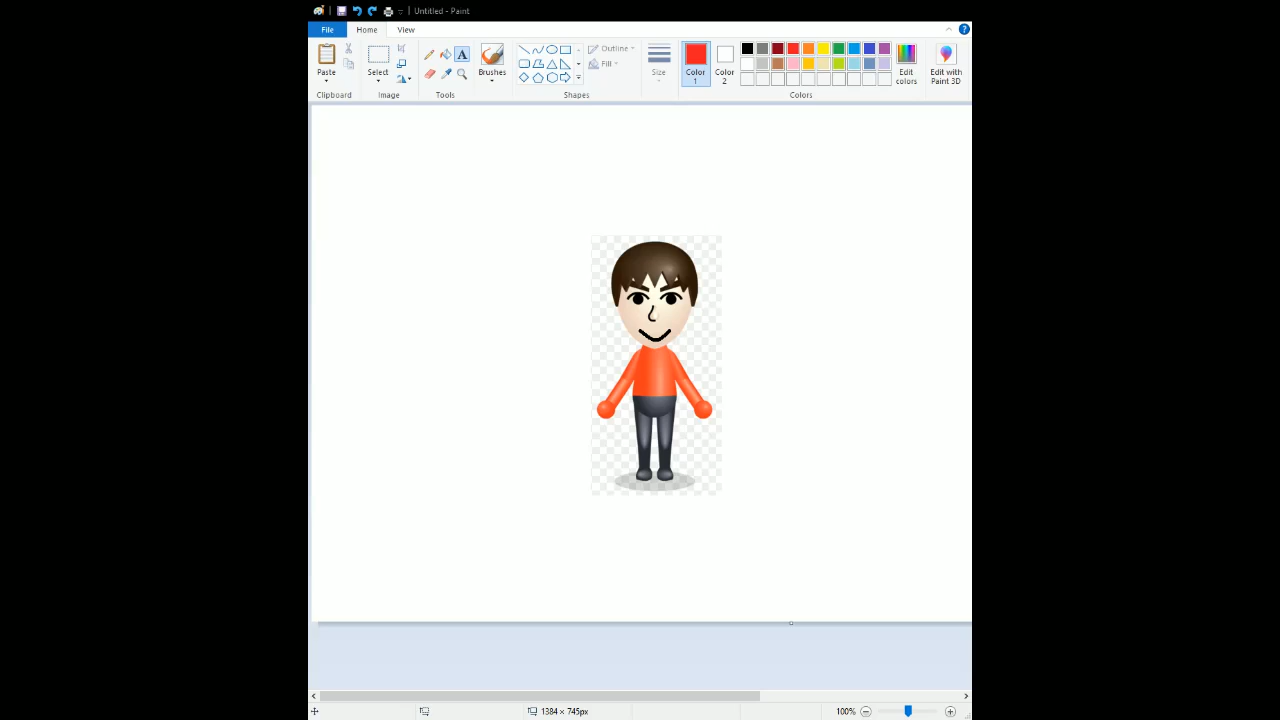 Untitled - Paint
File Home View
Paste
Select
Brushes
Outline
Fill
Size
Color 1
Color 2
Edit colors
Edit with Paint 3D
Clipboard Image Tools Shapes Colors
A
1384 × 745px
100%